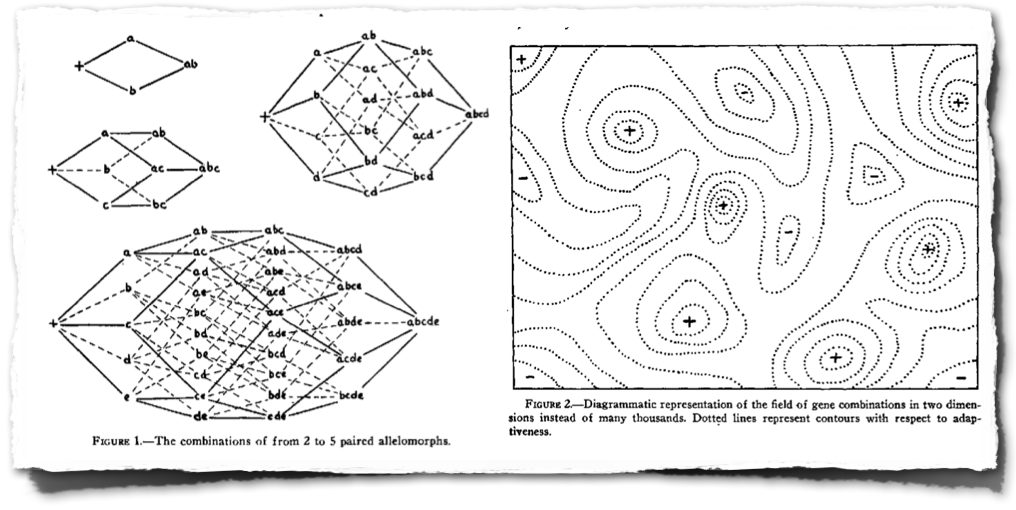 a
+ ab
b
a ab
+ b ac abc
c bc
ab
a abc
ac
b ad abd
+ abcd
c bc acd
bd
d bcd
cd
ab abc
a ac abd abcd
ad abe
b ae acd abce
bc ace
+ c abde abcde
bd ade
d be bcd acde
cd bce
e ce bde bcde
de cde
FIGURE 1.—The combinations of from 2 to 5 paired allelomorphs.
+
-
+
+
-
-
+
-
+
+
+
-
-
FIGURE 2.—Diagrammatic representation of the field of gene combinations in two dimen-
sions instead of many thousands. Dotted lines represent contours with respect to adap-
tiveness.